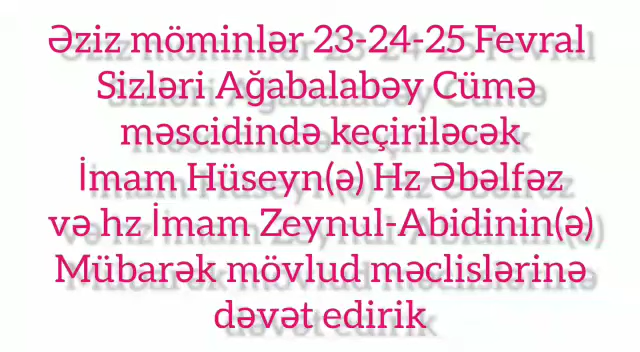 Əziz möminlər 23-24-25 Fevral
Sizləri Ağabalabəy Cümə
məscidində keçiriləcək
İmam Hüseyn(ə) Hz Əbəlfəz
və hz İmam Zeynul-Abidinin(ə)
Mübarək mövlud məclislərinə
dəvət edirik